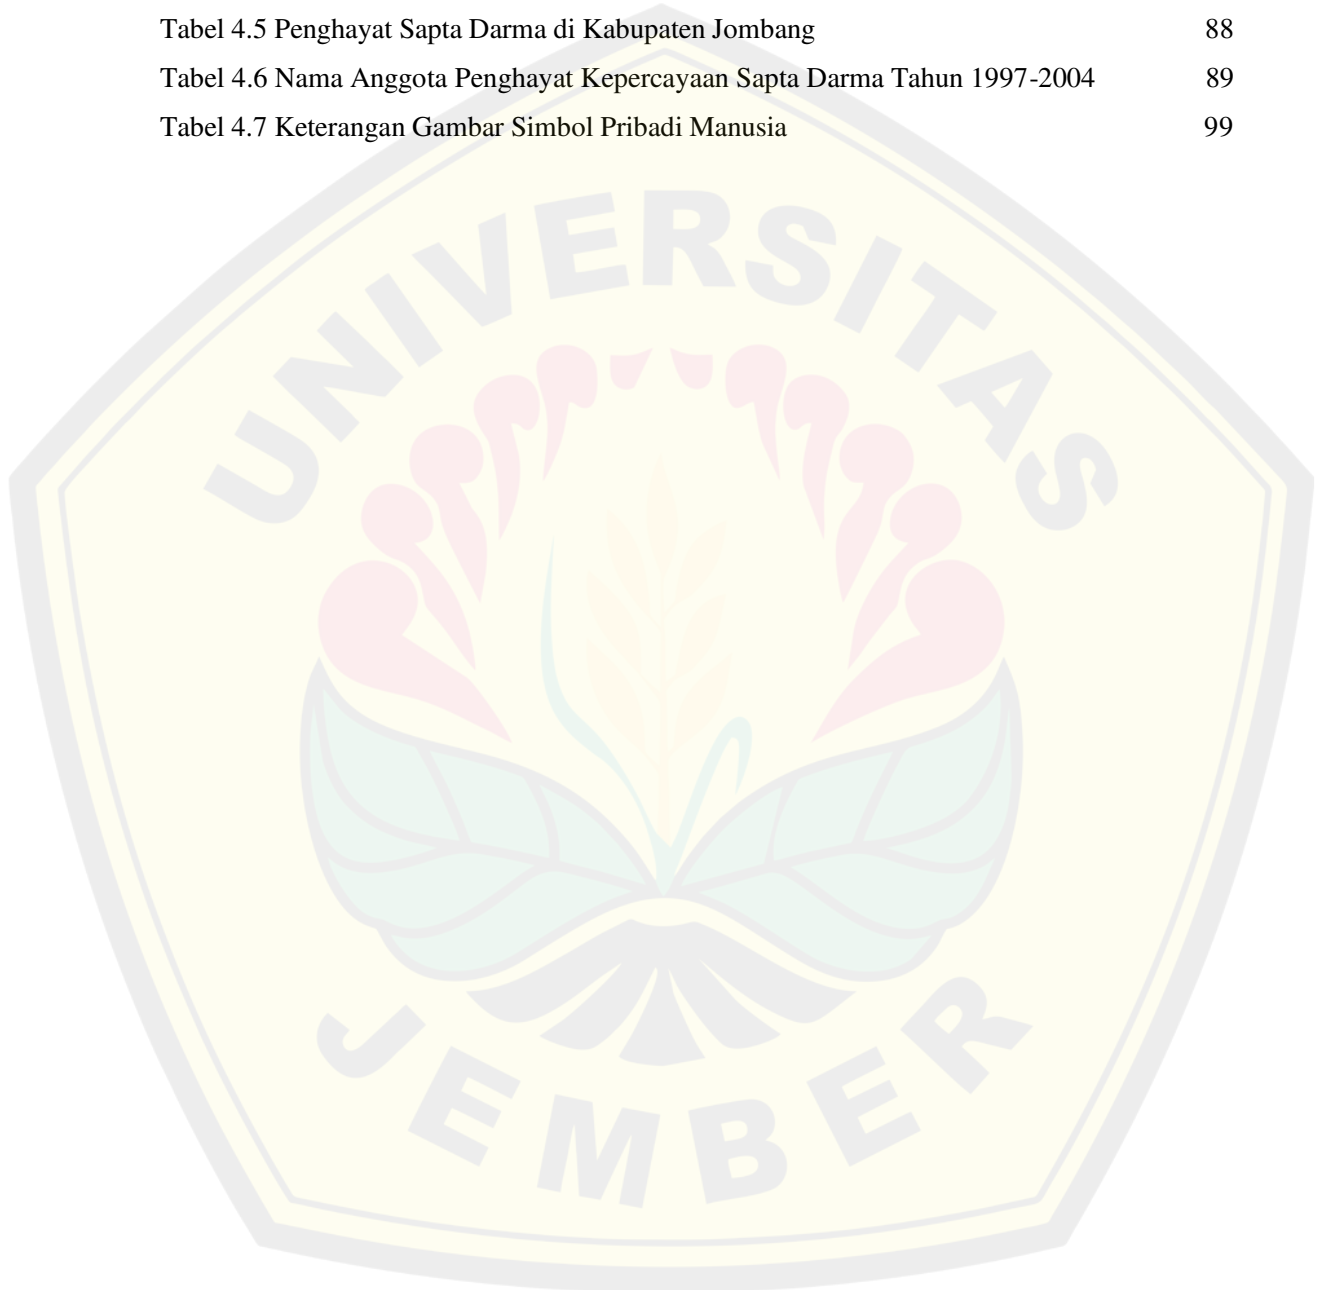 Tabel 4.5 Penghayat Sapta Darma di Kabupaten Jombang 88
Tabel 4.6 Nama Anggota Penghayat Kepercayaan Sapta Darma Tahun 1997-2004 89
Tabel 4.7 Keterangan Gambar Simbol Pribadi Manusia 99
UNIVERSITAS
JEMBER